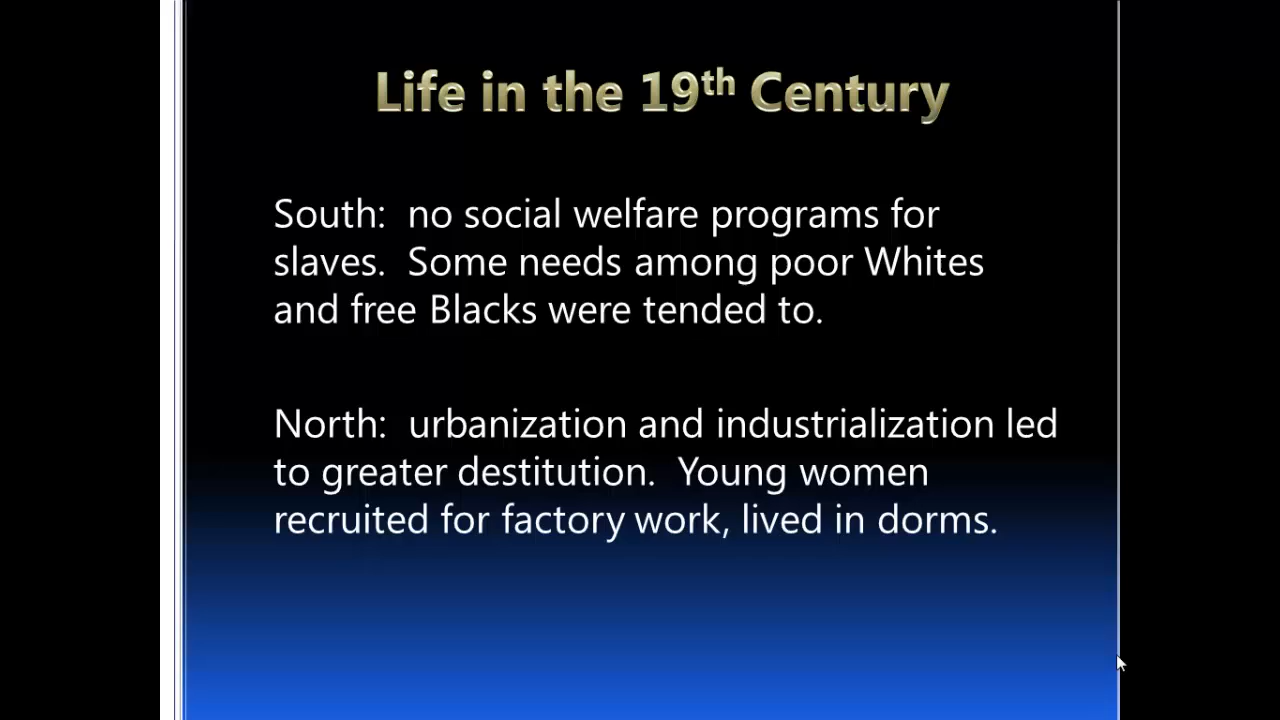 Life in the 19th Century
South:  no social welfare programs for
slaves.  Some needs among poor Whites
and free Blacks were tended to.
North:  urbanization and industrialization led
to greater destitution.  Young women
recruited for factory work, lived in dorms.